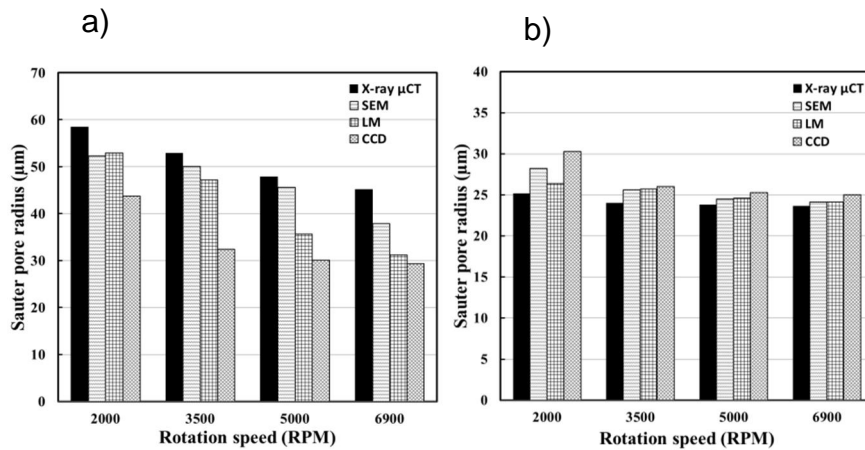 a)
70
60
50
40
30
20
10
0
Sauter pore radius (µm)
X-ray µCT
SEM
LM
CCD
2000 3500 5000 6900
Rotation speed (RPM)
b)
40
35
30
25
20
15
10
5
0
Sauter pore radius (µm)
X-ray µCT
SEM
LM
CCD
2000 3500 5000 6900
Rotation speed (RPM)